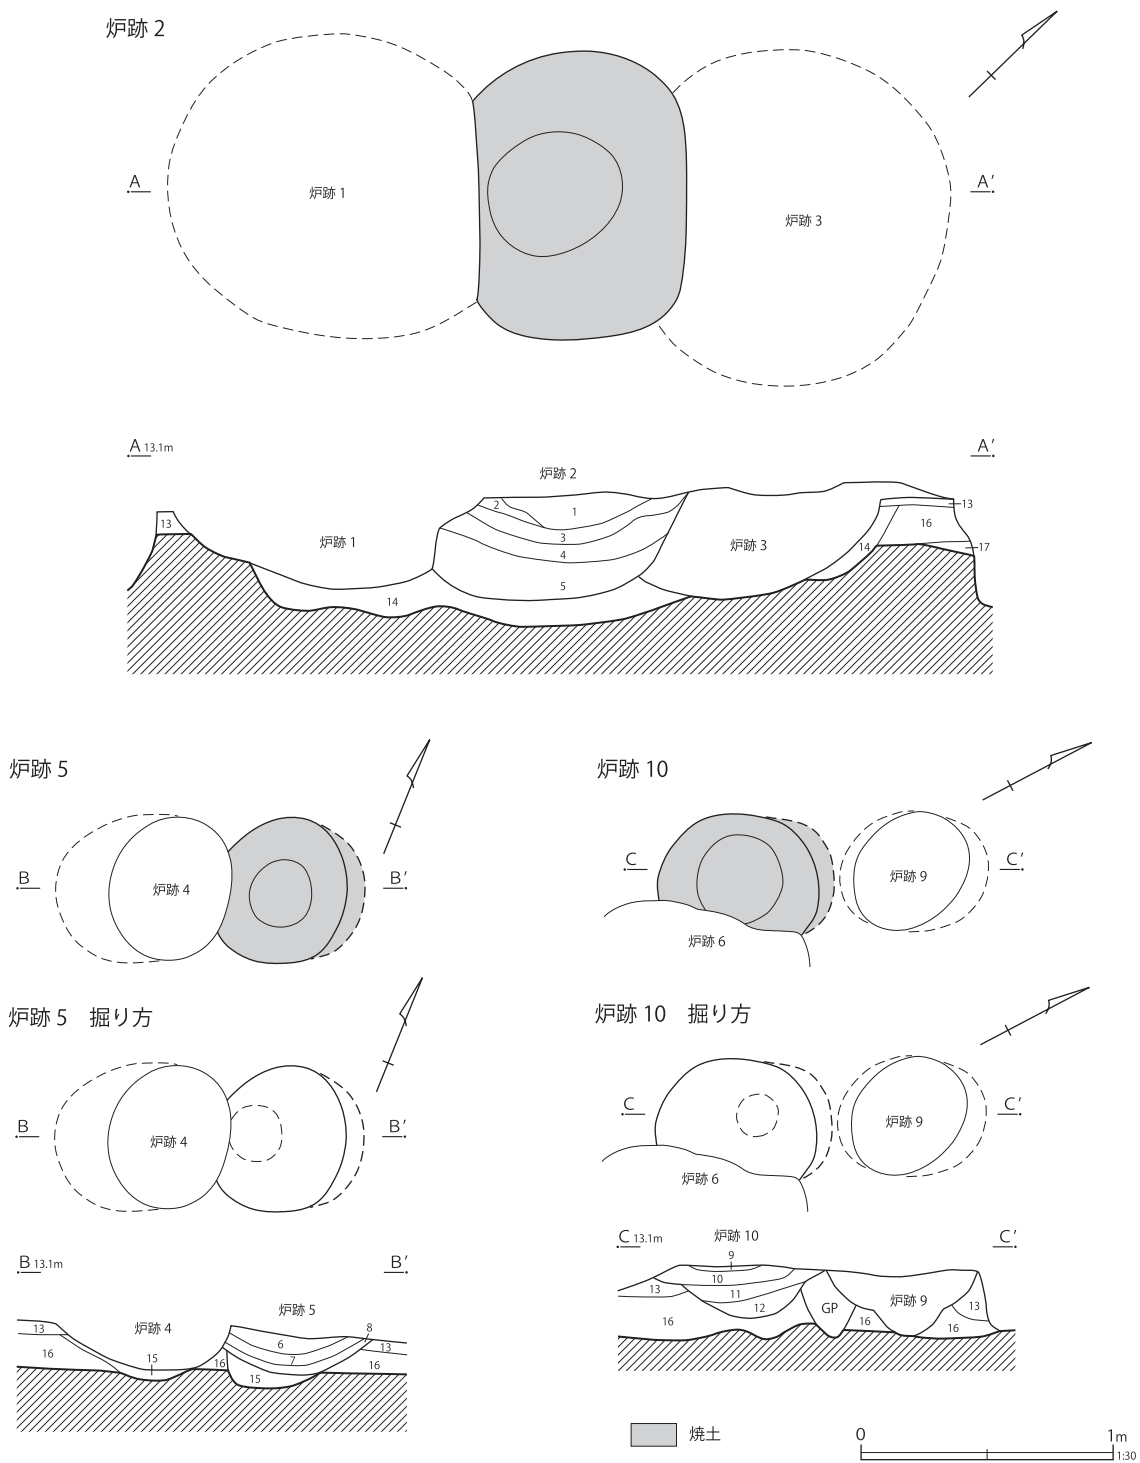 炉跡 2
炉跡 1
炉跡 3
A
A′
A 13.1m
A′
炉跡 2
13
炉跡 1
2
1
3
4
5
14
炉跡 3
14
16
13
17
炉跡 5
B
炉跡 4
B′
炉跡 10
C
炉跡 6
炉跡 9
C′
炉跡 5　掘り方
B
炉跡 4
B′
炉跡 10　掘り方
C
炉跡 6
炉跡 9
C′
B 13.1m
B′
13
16
炉跡 4
15
16
炉跡 5
6
7
8
13
16
15
C 13.1m
炉跡 10
C′
9
10
11
12
13
16
GP
炉跡 9
16
13
16
焼土
0
1m
1:30